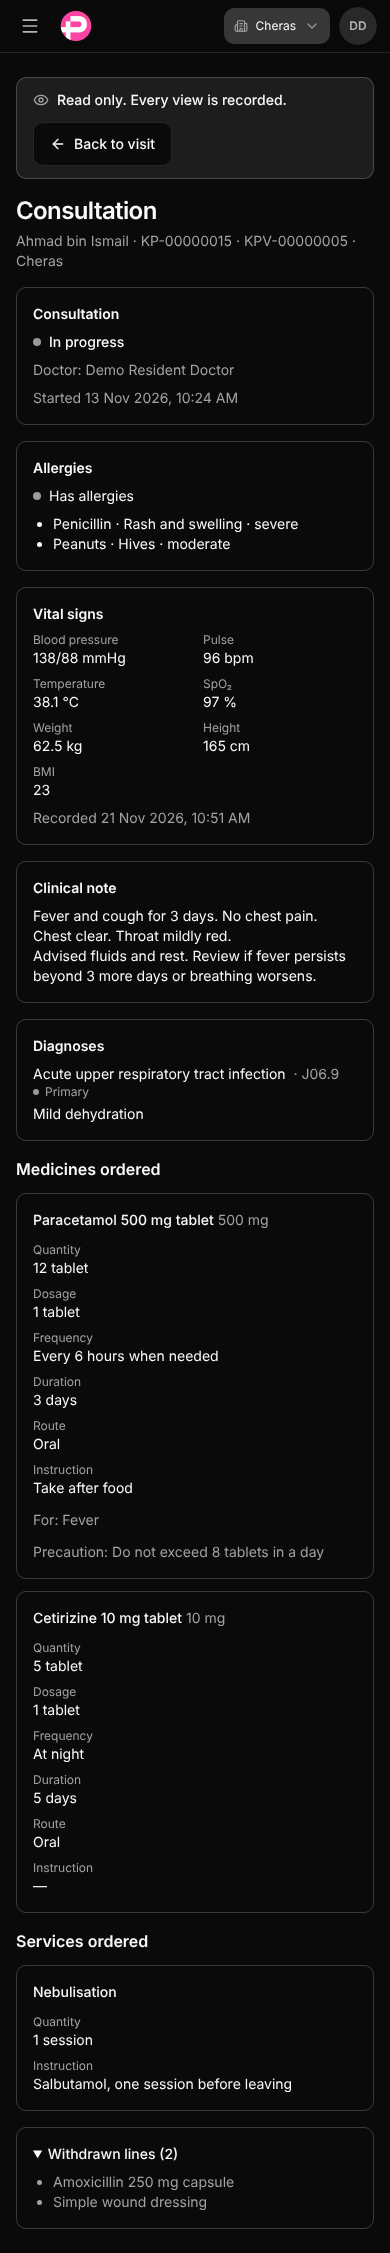 Cheras
DD
Read only. Every view is recorded.
Back to visit
Consultation
Ahmad bin Ismail · KP-00000015 · KPV-00000005 ·
Cheras
Consultation
In progress
Doctor: Demo Resident Doctor
Started 13 Nov 2026, 10:24 AM
Allergies
Has allergies
Penicillin · Rash and swelling · severe
Peanuts · Hives · moderate
Vital signs
Blood pressure Pulse
138/88 mmHg 96 bpm
Temperature SpO₂
38.1 °C 97 %
Weight Height
62.5 kg 165 cm
BMI
23
Recorded 21 Nov 2026, 10:51 AM
Clinical note
Fever and cough for 3 days. No chest pain.
Chest clear. Throat mildly red.
Advised fluids and rest. Review if fever persists
beyond 3 more days or breathing worsens.
Diagnoses
Acute upper respiratory tract infection · J06.9
Primary
Mild dehydration
Medicines ordered
Paracetamol 500 mg tablet 500 mg
Quantity
12 tablet
Dosage
1 tablet
Frequency
Every 6 hours when needed
Duration
3 days
Route
Oral
Instruction
Take after food
For: Fever
Precaution: Do not exceed 8 tablets in a day
Cetirizine 10 mg tablet 10 mg
Quantity
5 tablet
Dosage
1 tablet
Frequency
At night
Duration
5 days
Route
Oral
Instruction
—
Services ordered
Nebulisation
Quantity
1 session
Instruction
Salbutamol, one session before leaving
Withdrawn lines (2)
Amoxicillin 250 mg capsule
Simple wound dressing